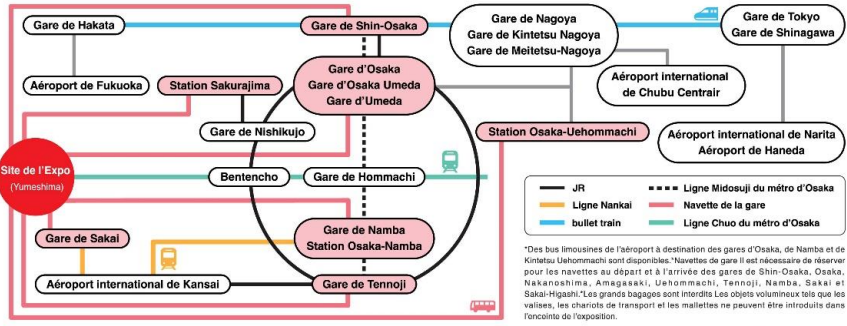 Gare de Hakata
Gare de Shin-Osaka
Gare de Nagoya
Gare de Kintetsu Nagoya
Gare de Meitetsu-Nagoya
Gare de Tokyo
Gare de Shinagawa
Aéroport de Fukuoka
Station Sakurajima
Gare d'Osaka
Gare d'Osaka Umeda
Gare d'Umeda
Aéroport international
de Chubu Centrair
Gare de Nishikujo
Station Osaka-Uehommachi
Aéroport international de Narita
Aéroport de Haneda
Site de l'Expo
(Yumeshima)
Bentencho
Gare de Hommachi
Gare de Sakai
Gare de Namba
Station Osaka-Namba
Aéroport international de Kansai
Gare de Tennoji
JR
Ligne Midosuji du métro d'Osaka
Ligne Nankai
Navette de la gare
bullet train
Ligne Chuo du métro d'Osaka
*Des bus limousines de l'aéroport à destination des gares d'Osaka, de Namba et de
Kintetsu Uehommachi sont disponibles.*Navettes de gare Il est nécessaire de réserver
pour les navettes au départ et à l'arrivée des gares de Shin-Osaka, Osaka,
Nakanoshima, Amagasaki, Uehommachi, Tennoji, Namba, Sakai et
Sakai-Higashi.*Les grands bagages sont interdits Les objets volumineux tels que les
valises, les chariots de transport et les mallettes ne peuvent être introduits dans
l'enceinte de l'exposition.